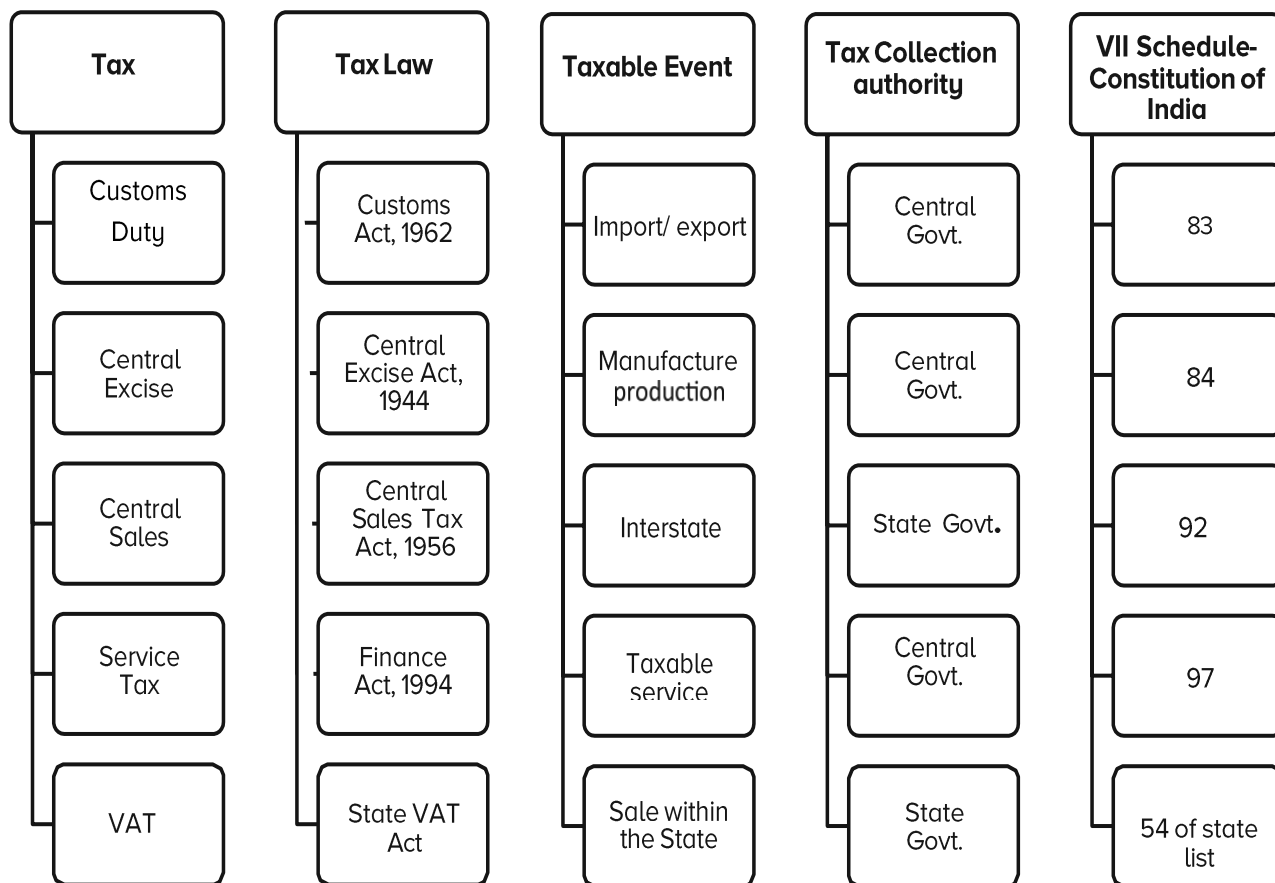 Tax
Customs
Duty
Central
Excise
Central
Sales
Service
Tax
VAT
Tax Law
Customs
Act, 1962
Central
Excise Act,
1944
Central
Sales Tax
Act, 1956
Finance
Act, 1994
State VAT
Act
Taxable Event
Import/ export
Manufacture
production
Interstate
Taxable
service
Sale within
the State
Tax Collection
authority
Central
Govt.
Central
Govt.
State Govt.
Central
Govt.
State
Govt.
VII Schedule-
Constitution of
India
83
84
92
97
54 of state
list